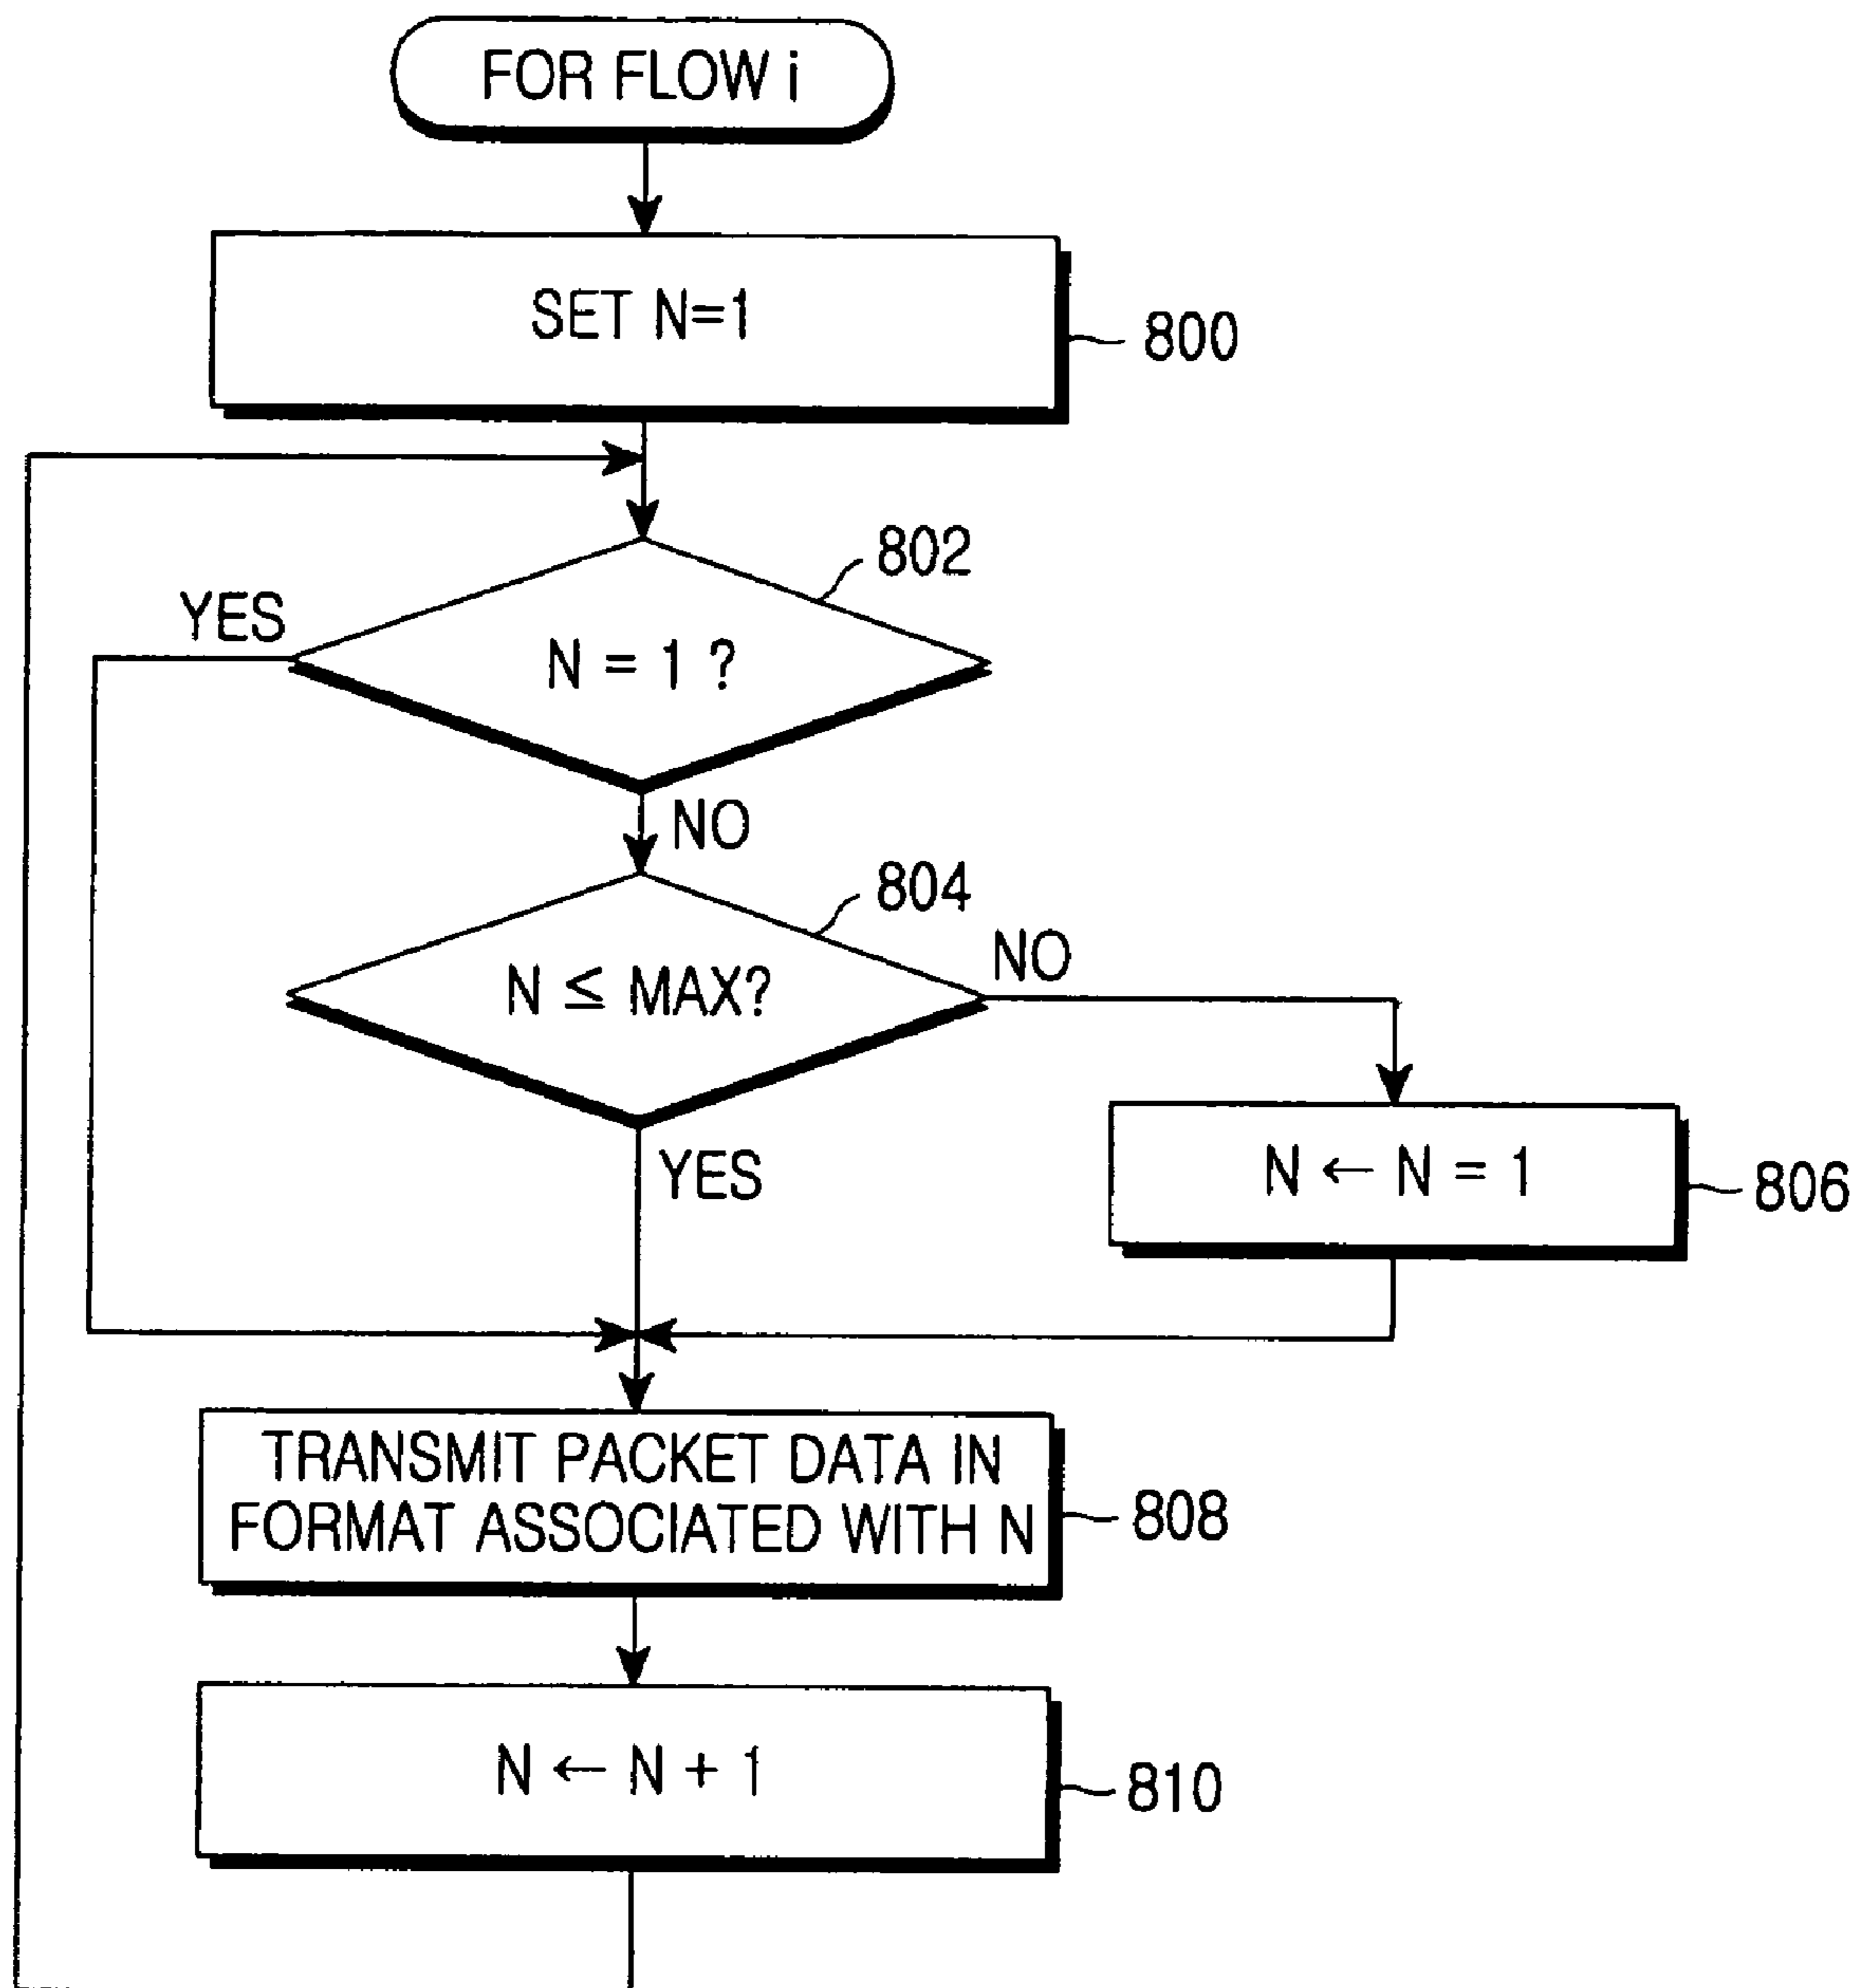 FOR FLOW i
SET N=1
800
802
YES
N = 1 ?
NO
804
NO
N ≤ MAX?
YES
N ← N = 1
806
TRANSMIT PACKET DATA IN
FORMAT ASSOCIATED WITH N
808
N ← N + 1
810